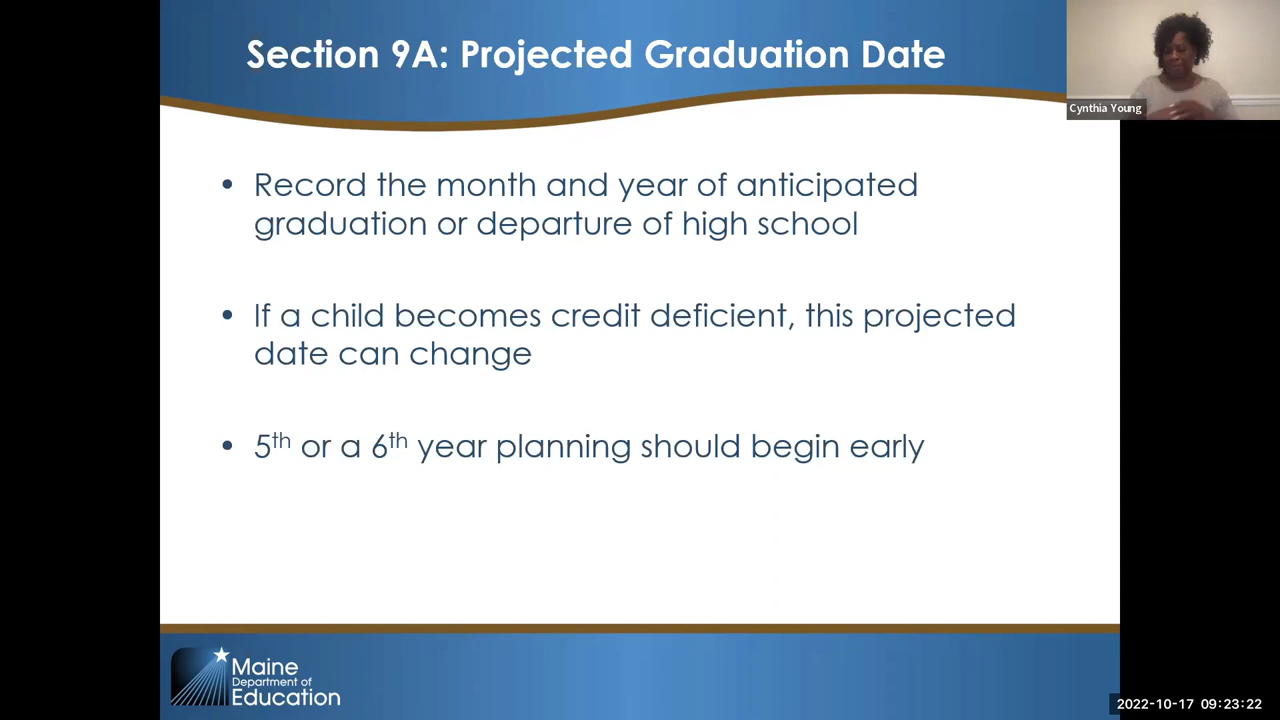 Section 9A: Projected Graduation Date
Cynthia Young
• Record the month and year of anticipated
graduation or departure of high school
• If a child becomes credit deficient, this projected
date can change
• 5th or a 6th year planning should begin early
Maine
Department of
Education
2022-10-17 09:23:22